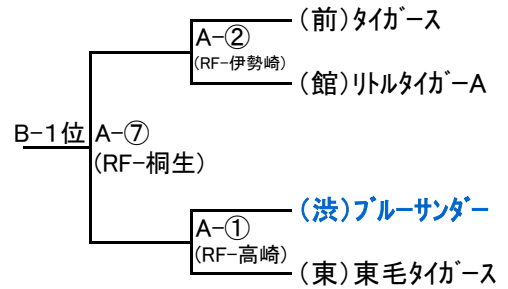 (前)ﾀｲｶﾞｰｽ
A-②
(RF-伊勢崎)
(館)ﾘﾄﾙﾀｲｶﾞｰA
B-1位
A-⑦
(RF-桐生)
(渋)ﾌﾞﾙｰｻﾝﾀﾞｰ
A-①
(RF-高崎)
(東)東毛ﾀｲｶﾞｰｽ